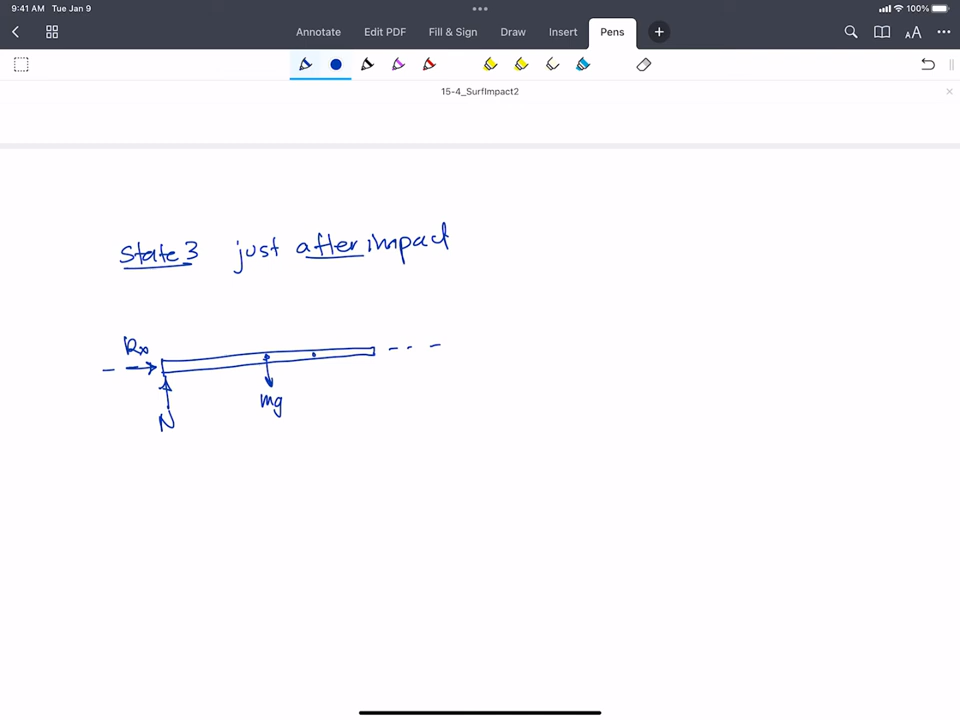 9:41 AM Tue Jan 9
100%
Annotate Edit PDF Fill & Sign Draw Insert Pens
AA
15-4_SurfImpact2
State 3 just after impact
Rx
mg
N